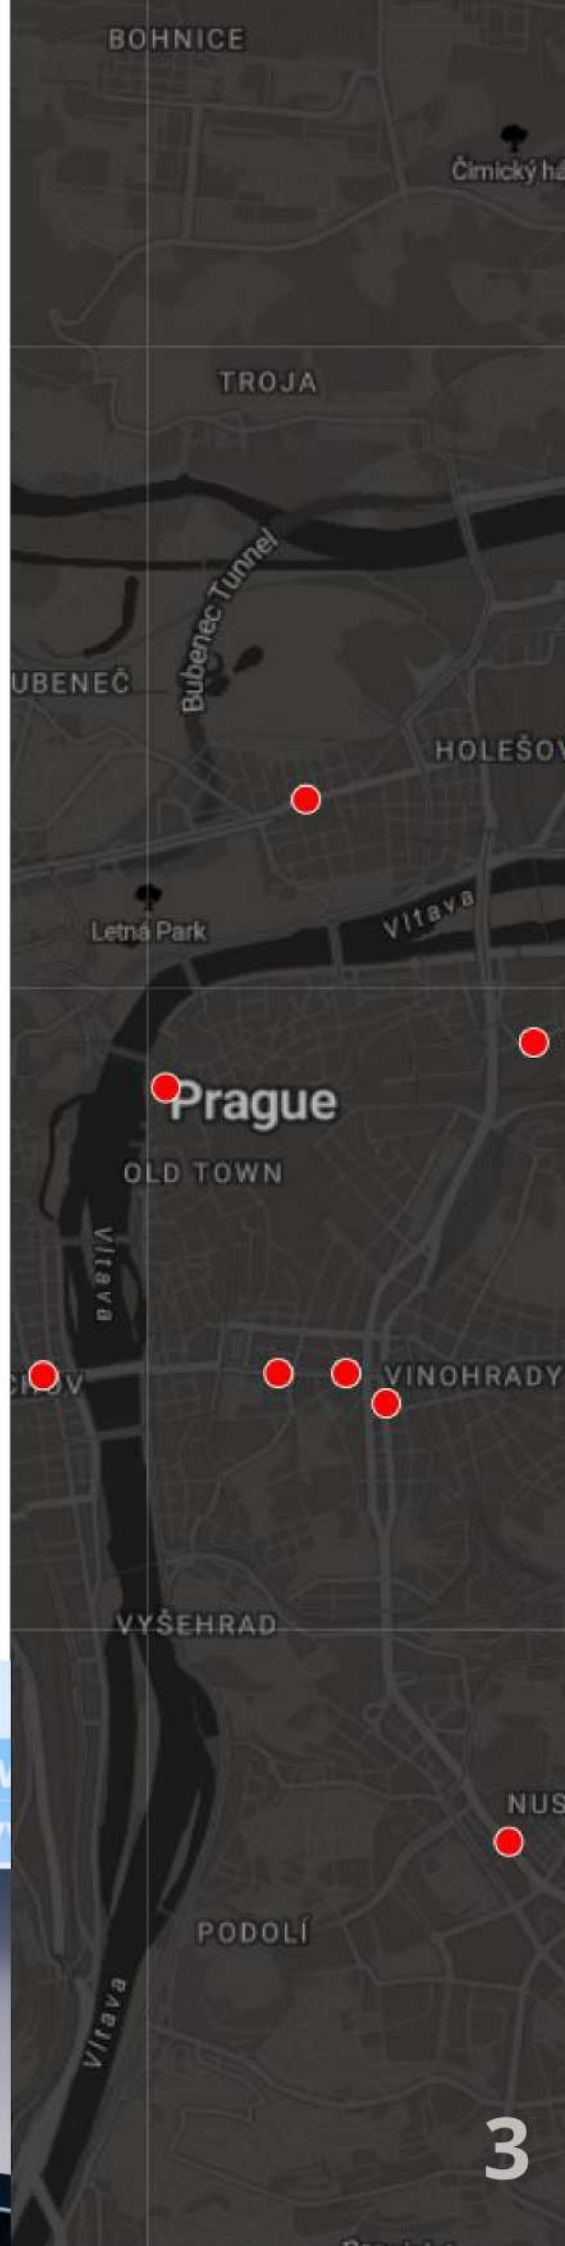 BOHNICE
Čimický há
TROJA
Bubenec Tunnel
UBENEČ
HOLEŠOV
Letná Park
Vltava
Prague
OLD TOWN
Vltava
VINOHRADY
VYŠEHRAD
NUS
PODOLÍ
Vltava
3